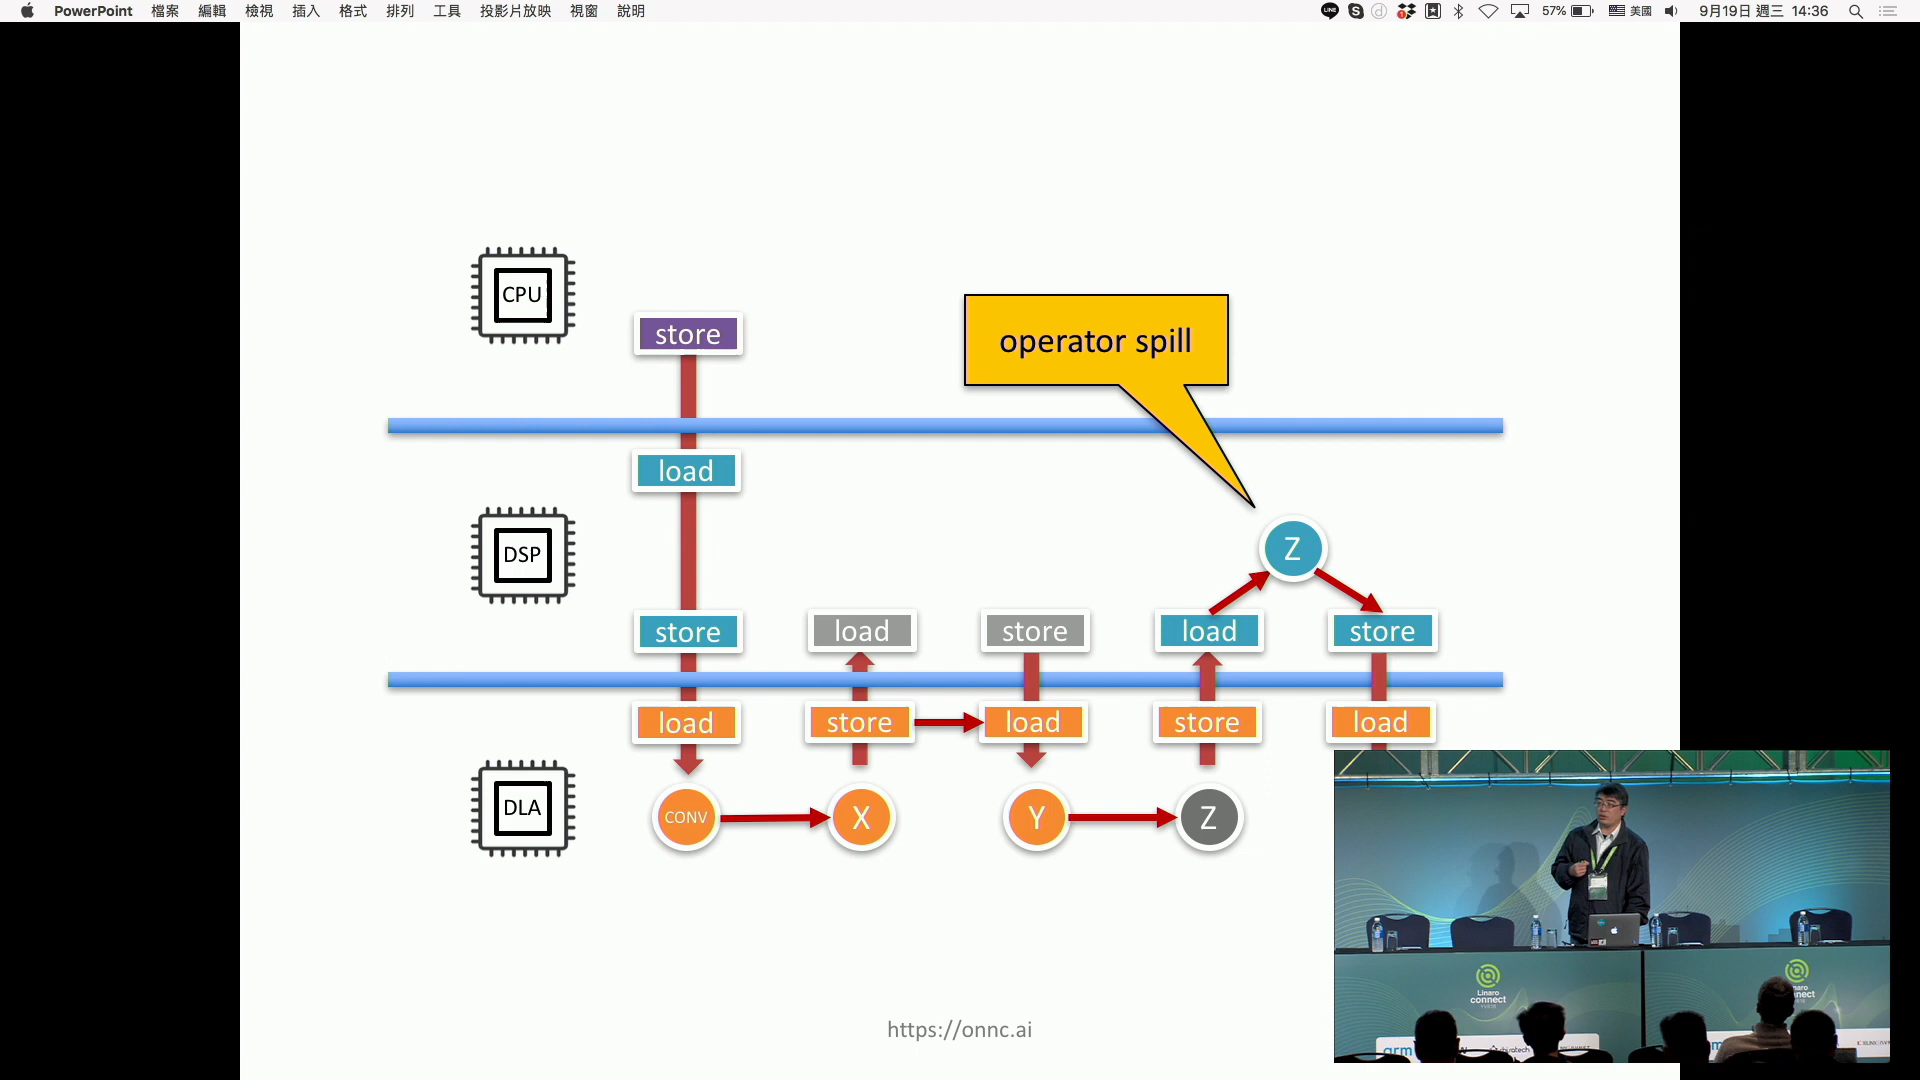 PowerPoint 檔案 編輯 檢視 插入 格式 排列 工具 投影片放映 視窗 說明
57% 美國 9月19日 週三 14:36
CPU
store
operator spill
load
DSP
Z
store load store load store
load store load store load
DLA
CONV X Y Z
https://onnc.ai
Linaro
connect
arm